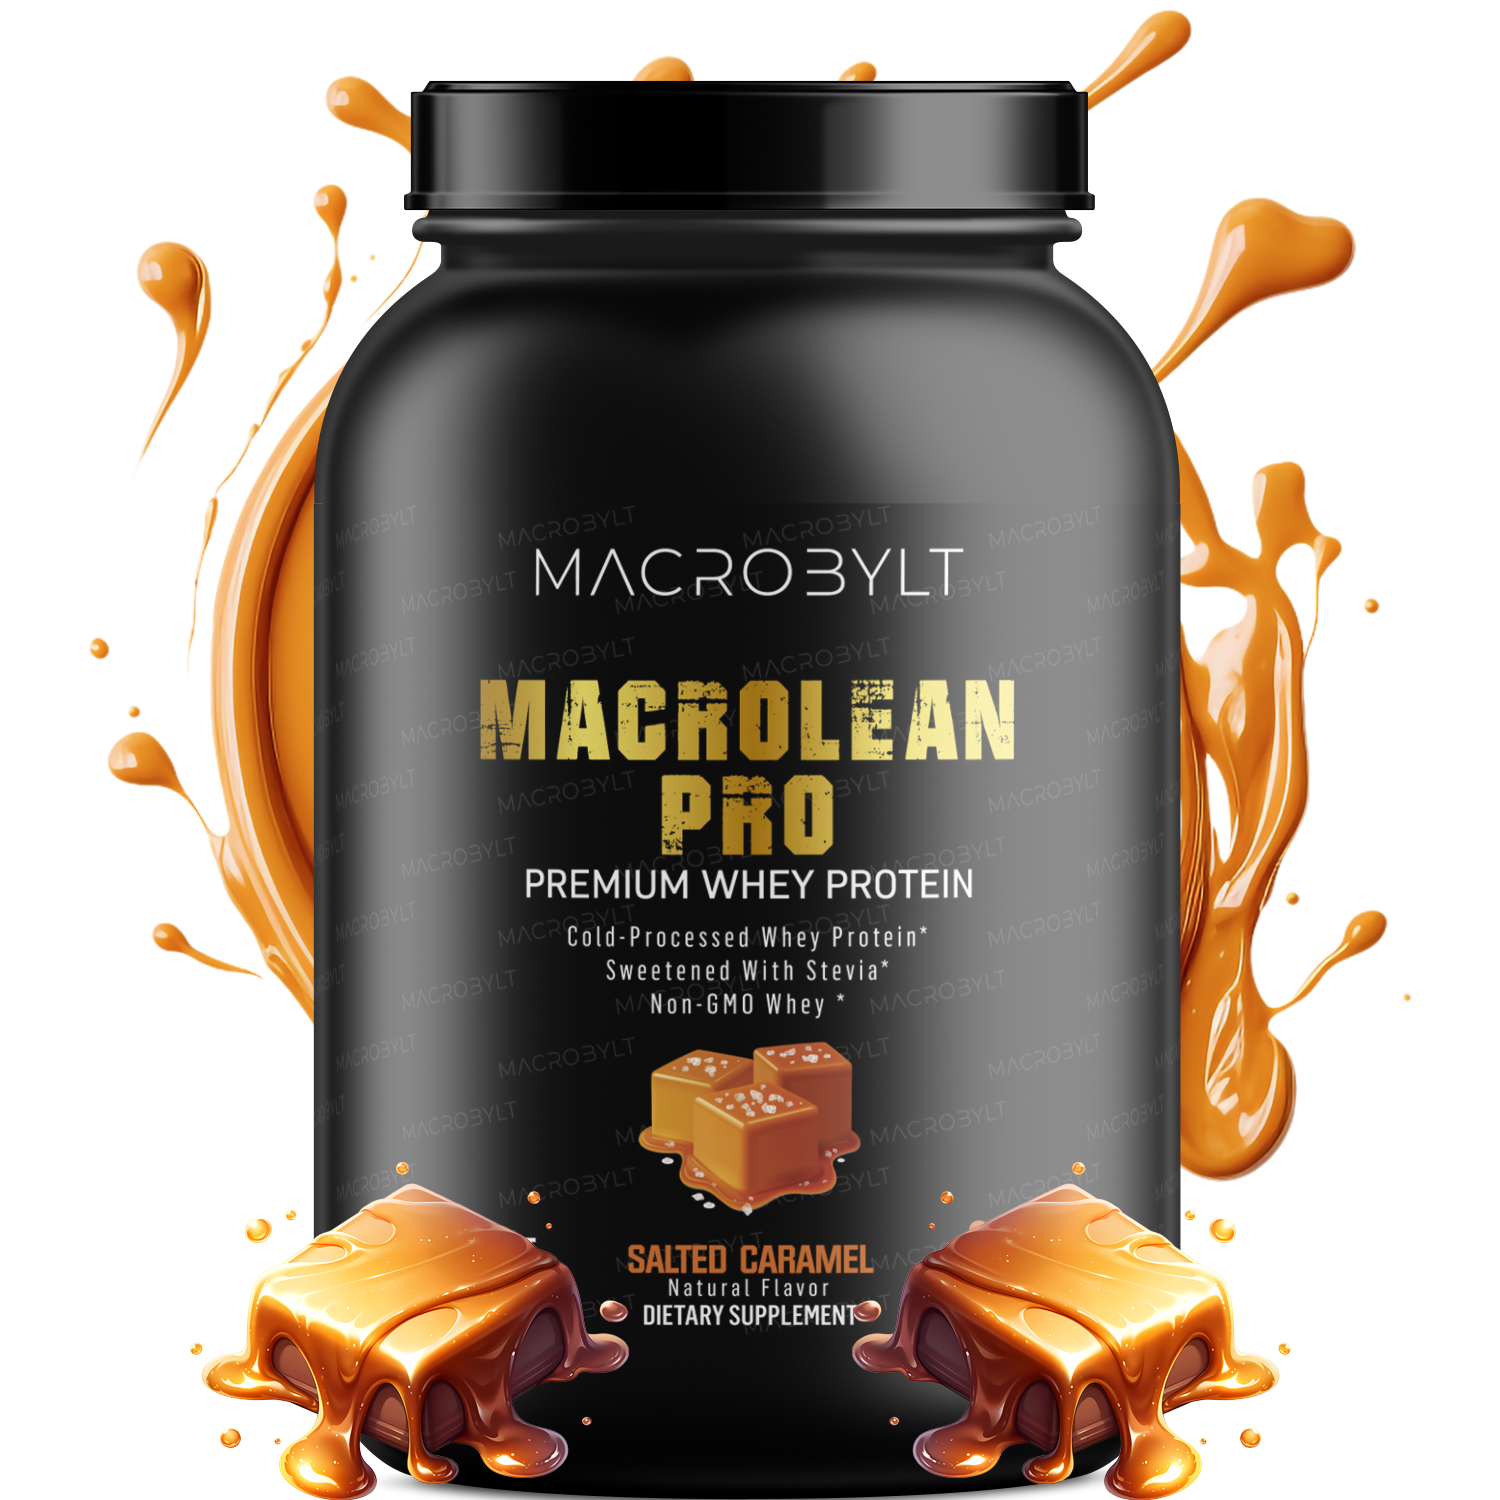 MACROBYLT
MACROLEAN
PRO
PREMIUM WHEY PROTEIN
Cold-Processed Whey Protein*
Sweetened With Stevia*
Non-GMO Whey *
SALTED CARAMEL
Natural Flavor
DIETARY SUPPLEMENT